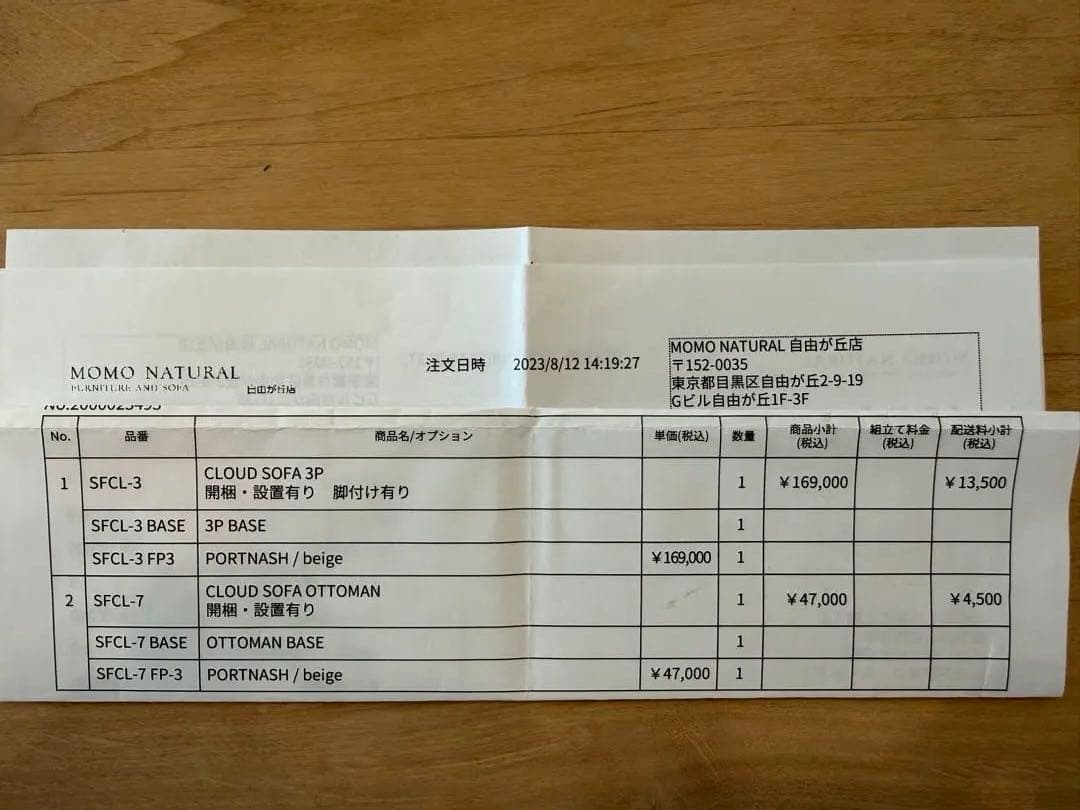 MOMO NATURAL
FURNITURE AND SOFA 自由が丘店
注文日時 2023/8/12 14:19:27
MOMO NATURAL 自由が丘店
〒152-0035
東京都目黒区自由が丘2-9-19
Gビル自由が丘1F-3F
No. 品番 商品名/オプション 単価(税込) 数量 商品小計(税込) 組立て料金(税込) 配送料小計(税込)
1 SFCL-3 CLOUD SOFA 3P 1 ¥169,000 ¥13,500
開梱・設置有り 脚付け有り
SFCL-3 BASE 3P BASE 1
SFCL-3 FP3 PORTNASH / beige ¥169,000 1
2 SFCL-7 CLOUD SOFA OTTOMAN 1 ¥47,000 ¥4,500
開梱・設置有り
SFCL-7 BASE OTTOMAN BASE 1
SFCL-7 FP-3 PORTNASH / beige ¥47,000 1